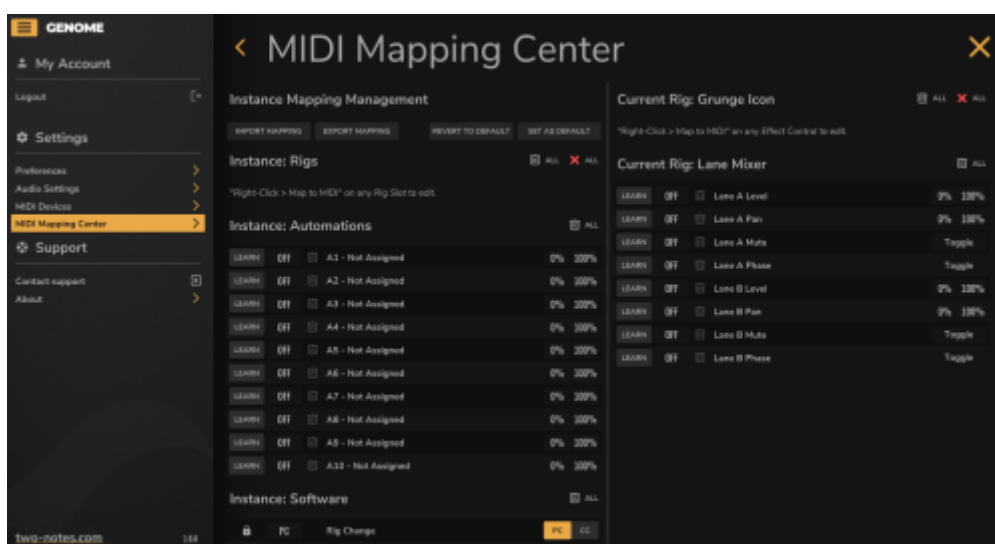 GENOME
My Account
Logout
Settings
Preferences
Audio Settings
MIDI Devices
MIDI Mapping Center
Support
Contact support
About
two-notes.com
MIDI Mapping Center
Instance Mapping Management
IMPORT MAPPING EXPORT MAPPING REVERT TO DEFAULT SET AS DEFAULT
Instance: Rigs ALL ALL
"Right-Click > Map to MIDI" on any Rig Slot to edit.
Instance: Automations ALL
LEARN OFF A1 - Not Assigned 0% 100%
LEARN OFF A2 - Not Assigned 0% 100%
LEARN OFF A3 - Not Assigned 0% 100%
LEARN OFF A4 - Not Assigned 0% 100%
LEARN OFF A5 - Not Assigned 0% 100%
LEARN OFF A6 - Not Assigned 0% 100%
LEARN OFF A7 - Not Assigned 0% 100%
LEARN OFF A8 - Not Assigned 0% 100%
LEARN OFF A9 - Not Assigned 0% 100%
LEARN OFF A10 - Not Assigned 0% 100%
Instance: Software ALL
PC Rig Change PC CC
Current Rig: Grunge Icon ALL ALL
"Right-Click > Map to MIDI" on any Effect Control to edit.
Current Rig: Lane Mixer ALL
LEARN OFF Lane A Level 0% 100%
LEARN OFF Lane A Pan 0% 100%
LEARN OFF Lane A Mute Toggle
LEARN OFF Lane A Phase Toggle
LEARN OFF Lane B Level 0% 100%
LEARN OFF Lane B Pan 0% 100%
LEARN OFF Lane B Mute Toggle
LEARN OFF Lane B Phase Toggle